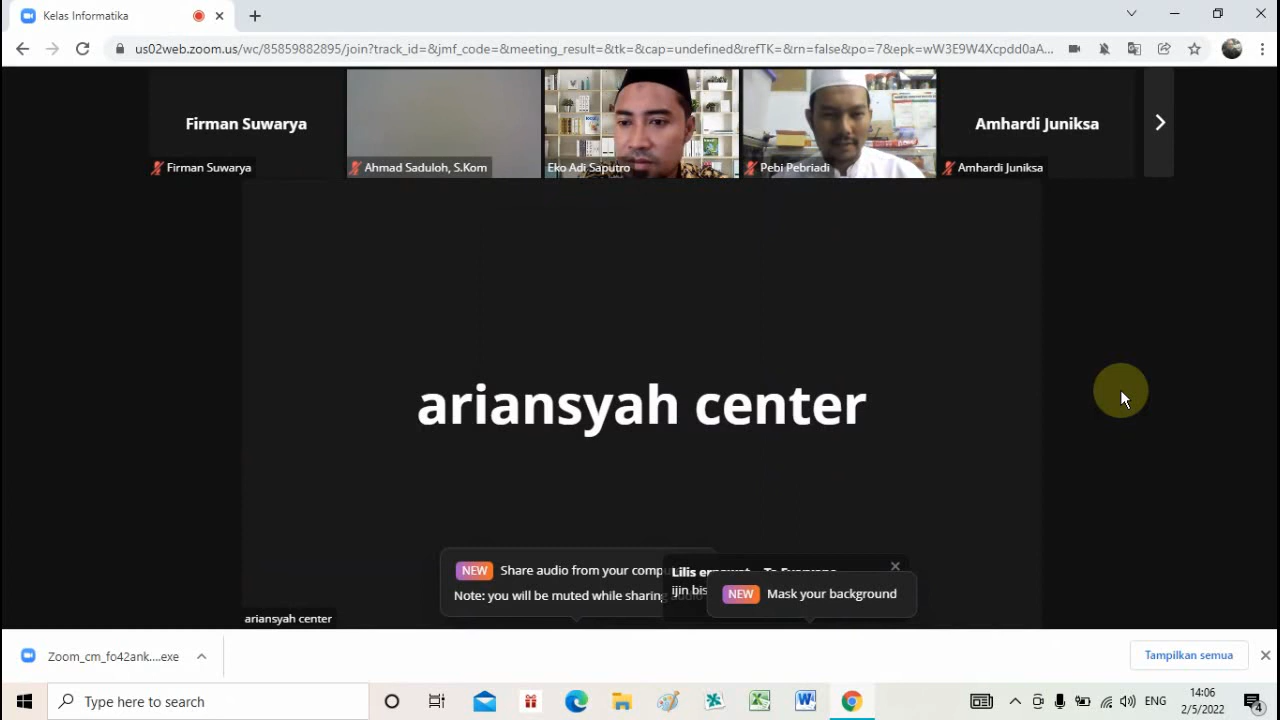 Kelas Informatika
us02web.zoom.us/wc/85859882895/join?track_id=&jmf_code=&meeting_result=&tk=&cap=undefined&refTK=&rn=false&po=7&epk=wW3E9W4Xcpdd0aA...
Firman Suwarya
Amhardi Juniksa
Firman Suwarya
Ahmad Saduloh, S.Kom
Eko Adi Saputro
Pebi Pebriadi
Amhardi Juniksa
ariansyah center
NEW Share audio from your compu
Note: you will be muted while sharing
Lilis
ijin bis
NEW Mask your background
ariansyah center
Zoom_cm_fo42ank....exe
Tampilkan semua
Type here to search
ENG
14:06
2/5/2022
4